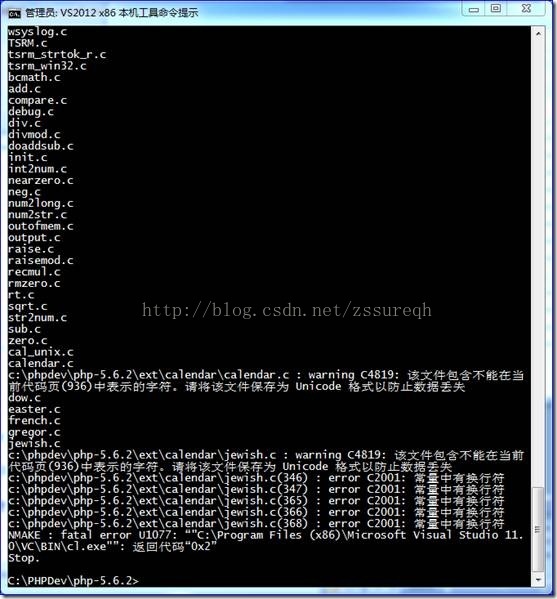 管理员: VS2012 x86 本机工具命令提示
wsyslog.c
TSRM.c
tsrm_strtok_r.c
tsrm_win32.c
bcmath.c
add.c
compare.c
debug.c
div.c
divmod.c
doaddsub.c
init.c
int2num.c
nearzero.c
neg.c
num2long.c
num2str.c
outofmem.c
output.c
raise.c
raisemod.c
recmul.c
rmzero.c
rt.c
sqrt.c
str2num.c
sub.c
zero.c
cal_unix.c
calendar.c
c:\phpdev\php-5.6.2\ext\calendar\calendar.c : warning C4819: 该文件包含不能在当
前代码页(936)中表示的字符。请将该文件保存为 Unicode 格式以防止数据丢失
dow.c
easter.c
french.c
gregor.c
jewish.c
c:\phpdev\php-5.6.2\ext\calendar\jewish.c : warning C4819: 该文件包含不能在当前
代码页(936)中表示的字符。请将该文件保存为 Unicode 格式以防止数据丢失
c:\phpdev\php-5.6.2\ext\calendar\jewish.c(346) : error C2001: 常量中有换行符
c:\phpdev\php-5.6.2\ext\calendar\jewish.c(347) : error C2001: 常量中有换行符
c:\phpdev\php-5.6.2\ext\calendar\jewish.c(365) : error C2001: 常量中有换行符
c:\phpdev\php-5.6.2\ext\calendar\jewish.c(366) : error C2001: 常量中有换行符
c:\phpdev\php-5.6.2\ext\calendar\jewish.c(368) : error C2001: 常量中有换行符
NMAKE : fatal error U1077: “"C:\Program Files (x86)\Microsoft Visual Studio 11.
0\VC\BIN\cl.exe"”: 返回代码“0x2”
Stop.
C:\PHPDev\php-5.6.2>
http://blog.csdn.net/zssureqh